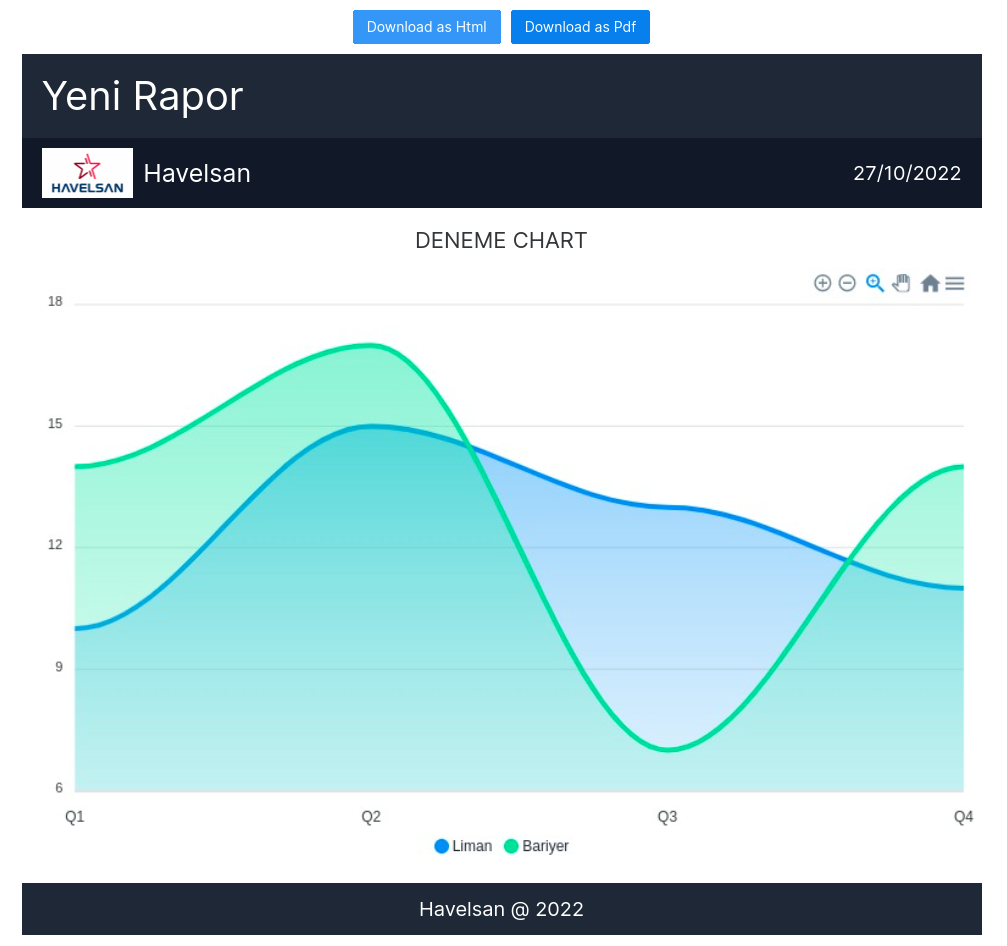 Download as Html Download as Pdf
Yeni Rapor
HAVELSAN Havelsan 27/10/2022
DENEME CHART
18
15
12
9
6
Q1 Q2 Q3 Q4
Liman Bariyer
Havelsan @ 2022